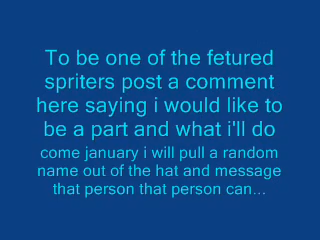 To be one of the fetured
spriters post a comment
here saying i would like to
be a part and what i'll do
come january i will pull a random
name out of the hat and message
that person that person can...